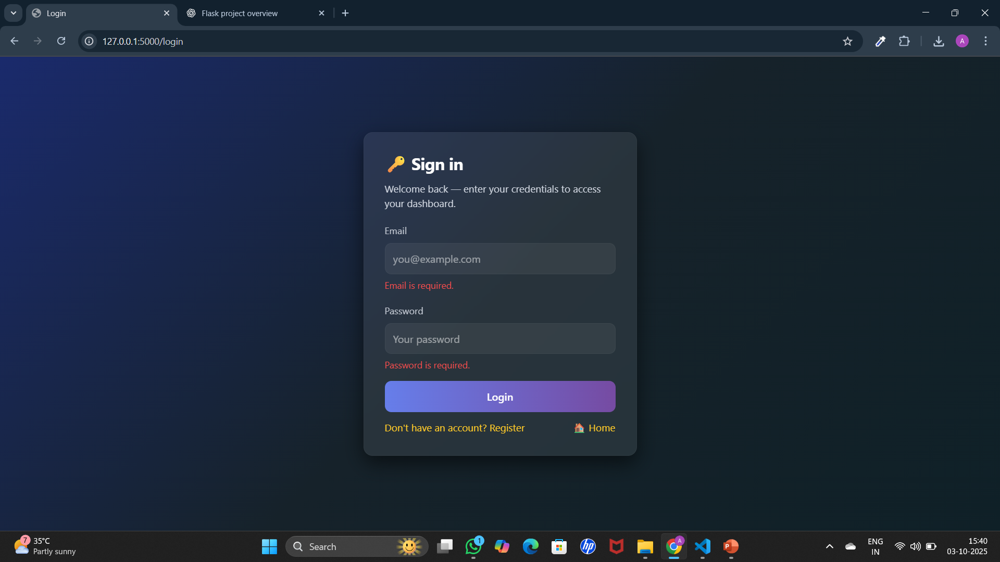 Login
Flask project overview
127.0.0.1:5000/login
A
Sign in
Welcome back — enter your credentials to access
your dashboard.
Email
you@example.com
Email is required.
Password
Your password
Password is required.
Login
Don't have an account? Register
Home
7
35°C
Partly sunny
Search
1
hp
A
P
ENG
IN
15:40
03-10-2025